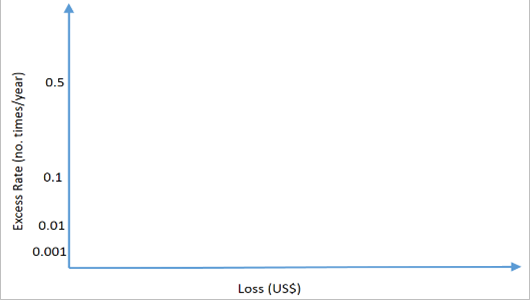 Excess Rate (no. times/year)
0.5
0.1
0.01
0.001
Loss (US$)